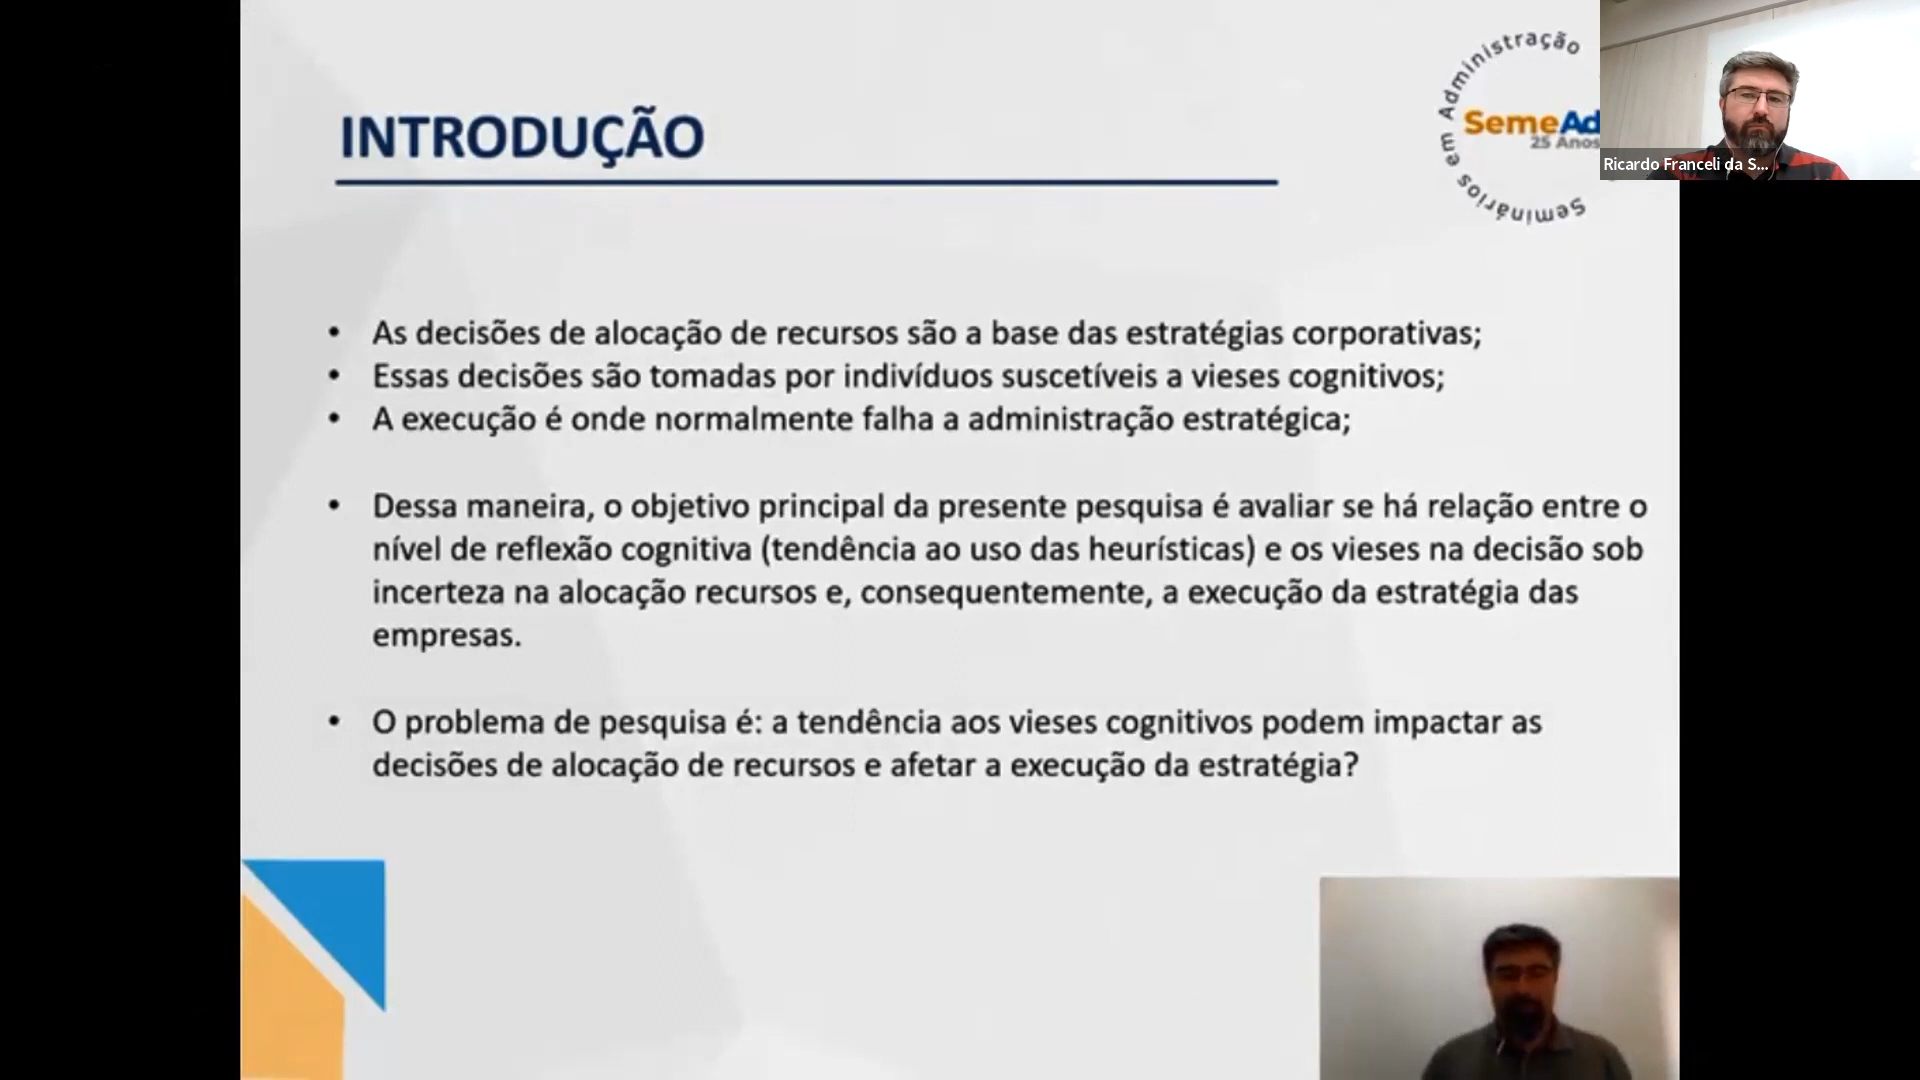 INTRODUÇÃO
Seminários em Administração
SemeAd
25 Anos
Ricardo Franceli da S...
• As decisões de alocação de recursos são a base das estratégias corporativas;
• Essas decisões são tomadas por indivíduos suscetíveis a vieses cognitivos;
• A execução é onde normalmente falha a administração estratégica;
• Dessa maneira, o objetivo principal da presente pesquisa é avaliar se há relação entre o
nível de reflexão cognitiva (tendência ao uso das heurísticas) e os vieses na decisão sob
incerteza na alocação recursos e, consequentemente, a execução da estratégia das
empresas.
• O problema de pesquisa é: a tendência aos vieses cognitivos podem impactar as
decisões de alocação de recursos e afetar a execução da estratégia?